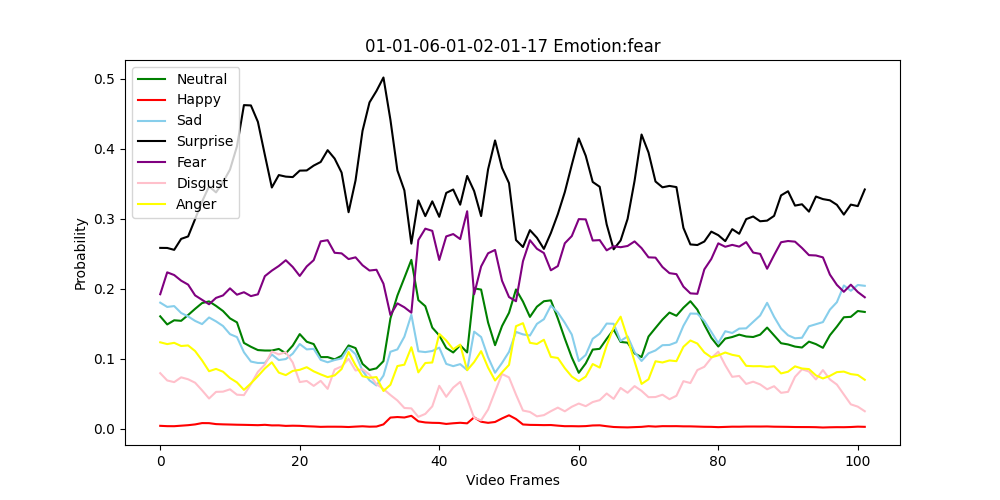 01-01-06-01-02-01-17 Emotion:fear
Neutral
Happy
Sad
Surprise
Fear
Disgust
Anger
0.5
0.4
0.3
0.2
0.1
0.0
Probability
0
20
40
60
80
100
Video Frames